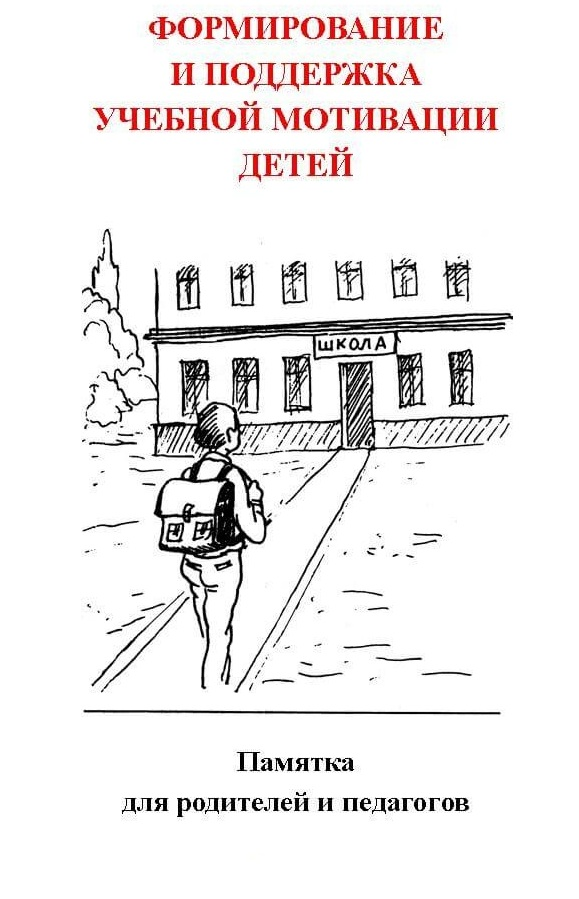 ФОРМИРОВАНИЕ
И ПОДДЕРЖКА
УЧЕБНОЙ МОТИВАЦИИ
ДЕТЕЙ
ШКОЛА
Памятка
для родителей и педагогов